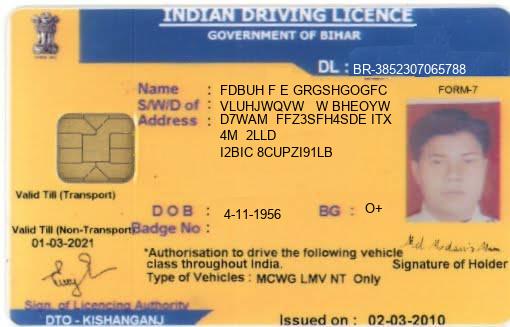 INDIAN DRIVING LICENCE
GOVERNMENT OF BIHAR
DL : BR-3852307065788
Name : FDBUH F E GRGSHGOGFC
FORM-7
S/W/D of : VLUHJWQVW W BHEOYW
Address : D7WAM FFZ3SFH4SDE ITX
4M 2LLD
I2BIC 8CUPZI91LB
Valid Till (Transport)
DOB : 4-11-1956
BG : O+
Valid Till (Non-Transport)
Badge No :
01-03-2021
*Authorisation to drive the following vehicle
class throughout India.
Signature of Holder
Type of Vehicles : MCWG LMV NT Only
Sign. of Licencing Authority
DTO - KISHANGANJ
Issued on : 02-03-2010